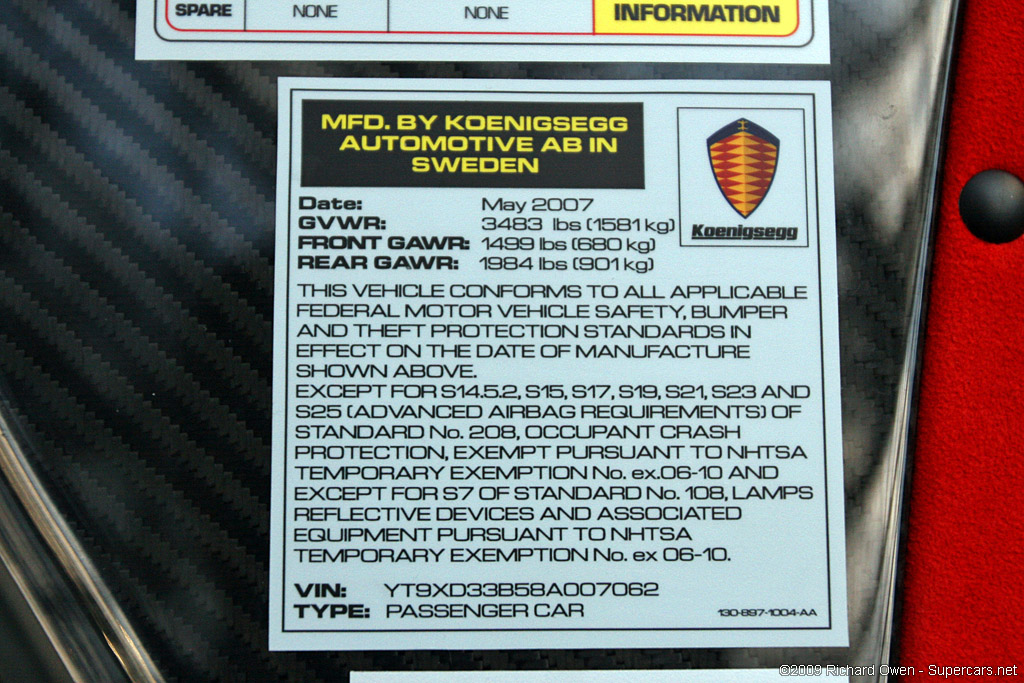 SPARE NONE NONE INFORMATION
MFD. BY KOENIGSEGG
AUTOMOTIVE AB IN
SWEDEN
Koenigsegg
Date: May 2007
GVWR: 3483 lbs (1581 kg)
FRONT GAWR: 1499 lbs (680 kg)
REAR GAWR: 1984 lbs (901 kg)
THIS VEHICLE CONFORMS TO ALL APPLICABLE
FEDERAL MOTOR VEHICLE SAFETY, BUMPER
AND THEFT PROTECTION STANDARDS IN
EFFECT ON THE DATE OF MANUFACTURE
SHOWN ABOVE.
EXCEPT FOR S14.5.2, S15, S17, S19, S21, S23 AND
S25 (ADVANCED AIRBAG REQUIREMENTS) OF
STANDARD No. 208, OCCUPANT CRASH
PROTECTION, EXEMPT PURSUANT TO NHTSA
TEMPORARY EXEMPTION No. ex.06-10 AND
EXCEPT FOR S7 OF STANDARD No. 108, LAMPS
REFLECTIVE DEVICES AND ASSOCIATED
EQUIPMENT PURSUANT TO NHTSA
TEMPORARY EXEMPTION No. ex 06-10.
VIN: YT9XD33B58A007062
TYPE: PASSENGER CAR 130-897-1004-AA
©2009 Richard Owen - Supercars.net